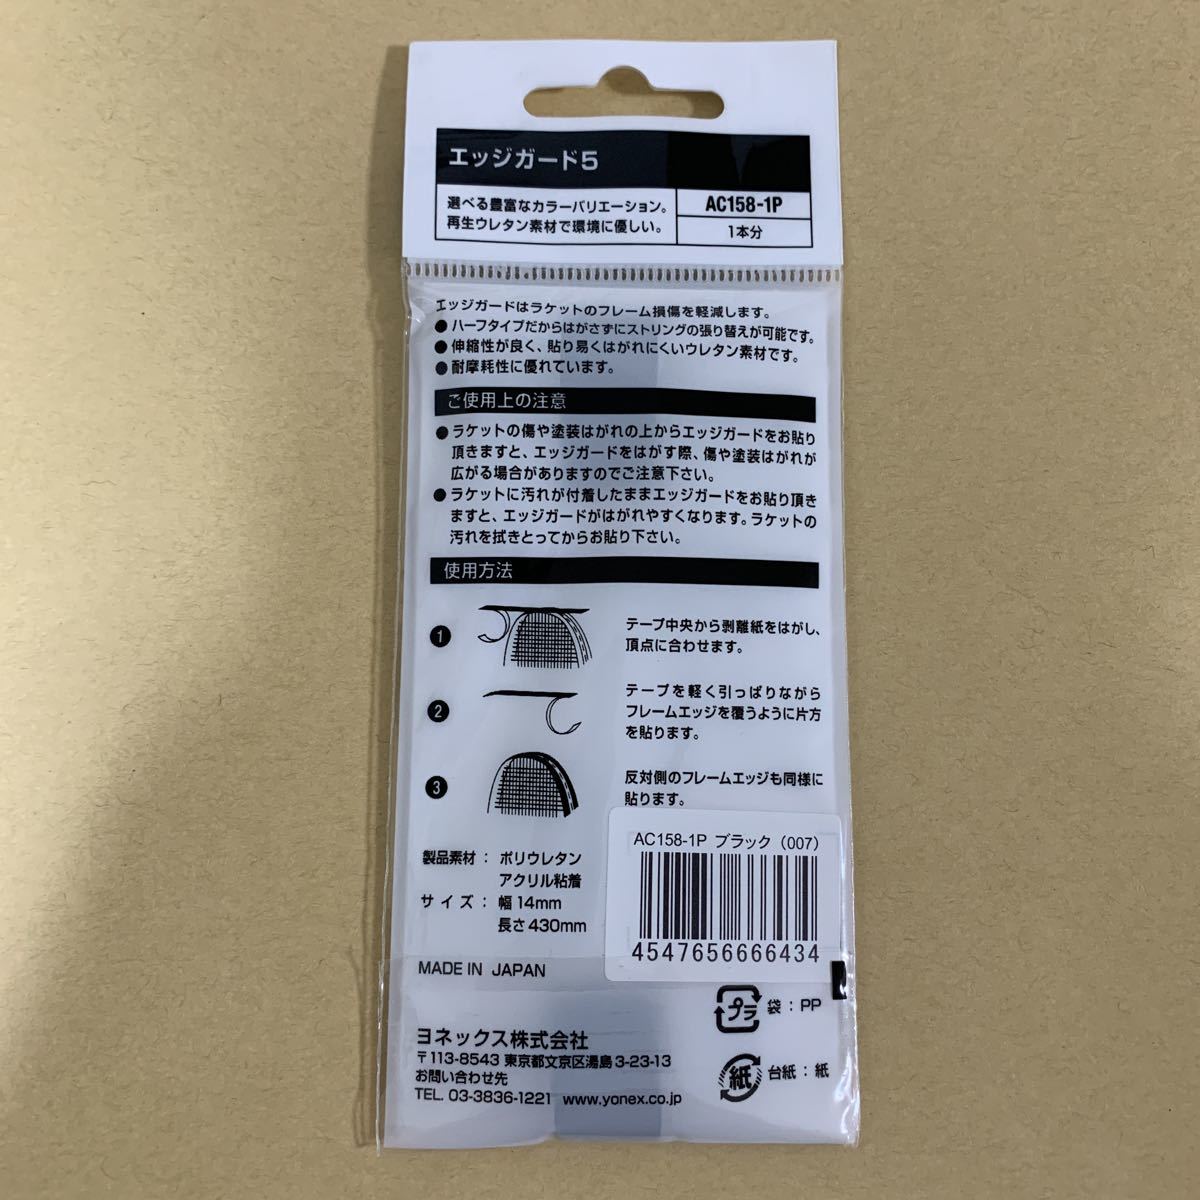 エッジガード5
選べる豊富なカラーバリエーション。
再生ウレタン素材で環境に優しい。
AC158-1P
1本分
エッジガードはラケットのフレーム損傷を軽減します。
●ハーフタイプだからはがさずにストリングの張り替えが可能です。
●伸縮性が良く、貼り易くはがれにくいウレタン素材です。
●耐摩耗性に優れています。
ご使用上の注意
●ラケットの傷や塗装はがれの上からエッジガードをお貼り
頂きますと、エッジガードをはがす際、傷や塗装はがれが
広がる場合がありますのでご注意下さい。
●ラケットに汚れが付着したままエッジガードをお貼り頂き
ますと、エッジガードがはがれやすくなります。ラケットの
汚れを拭きとってからお貼り下さい。
使用方法
1
テープ中央から剥離紙をはがし、
頂点に合わせます。
2
テープを軽く引っぱりながら
フレームエッジを覆うように片方
を貼ります。
3
反対側のフレームエッジも同様に
貼ります。
製品素材：ポリウレタン
アクリル粘着
サイズ：幅14mm
長さ430mm
AC158-1P ブラック（007）
4547656666434
MADE IN JAPAN
プラ
袋：PP
紙
台紙：紙
ヨネックス株式会社
〒113-8543 東京都文京区湯島3-23-13
お問い合わせ先
TEL. 03-3836-1221 www.yonex.co.jp